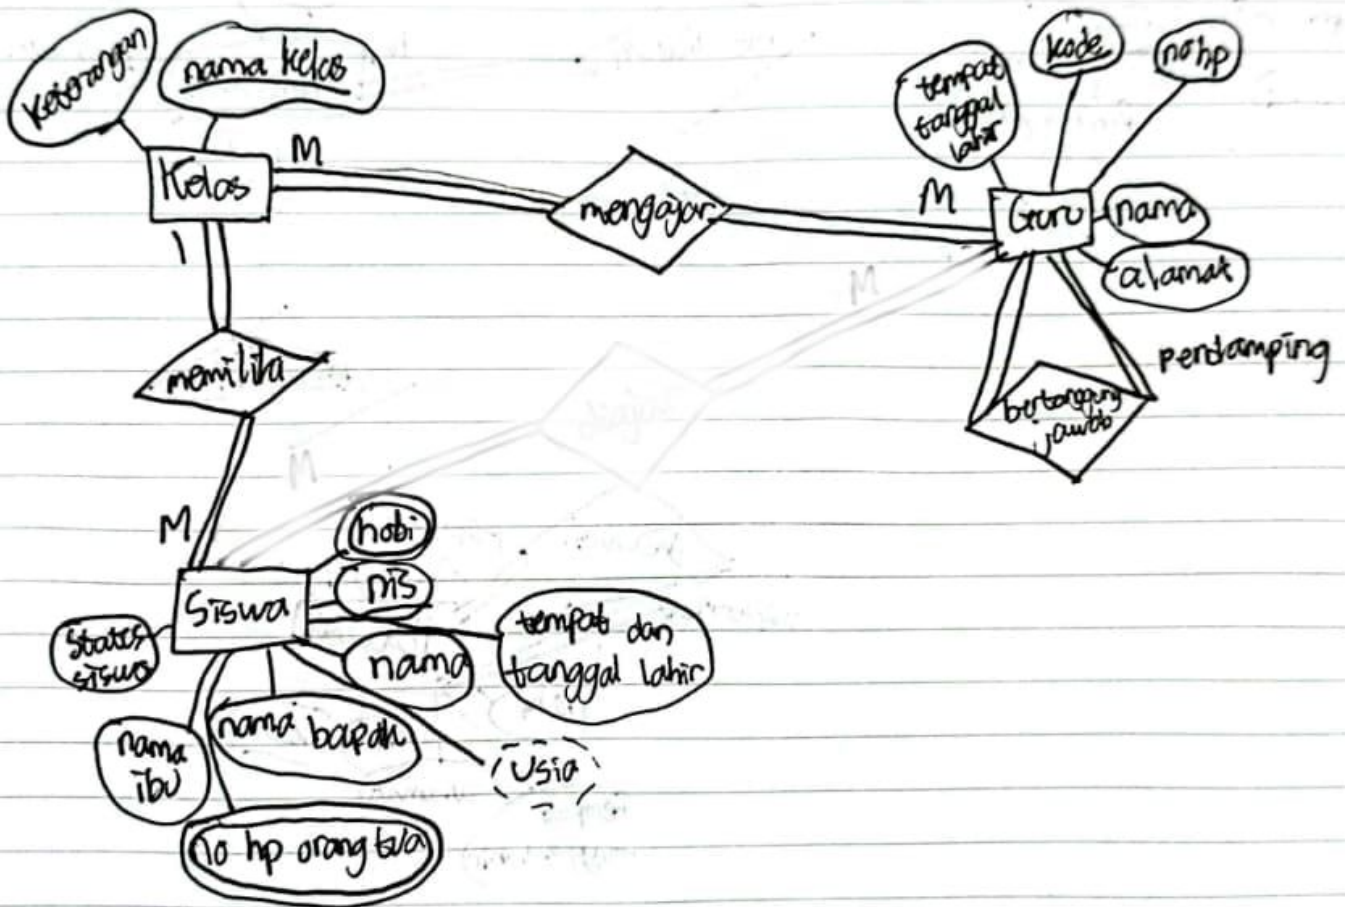 keterangan
nama kelas
Kelas
M
mengajar
M
tempat
tanggal
lahir
kode
no hp
Guru
nama
alamat
pendamping
bertanggung
jawab
1
memiliki
M
M
M
Siswa
hobi
nis
nama
tempat dan
tanggal lahir
usia
status
siswa
nama
ibu
nama bapak
no hp orang tua